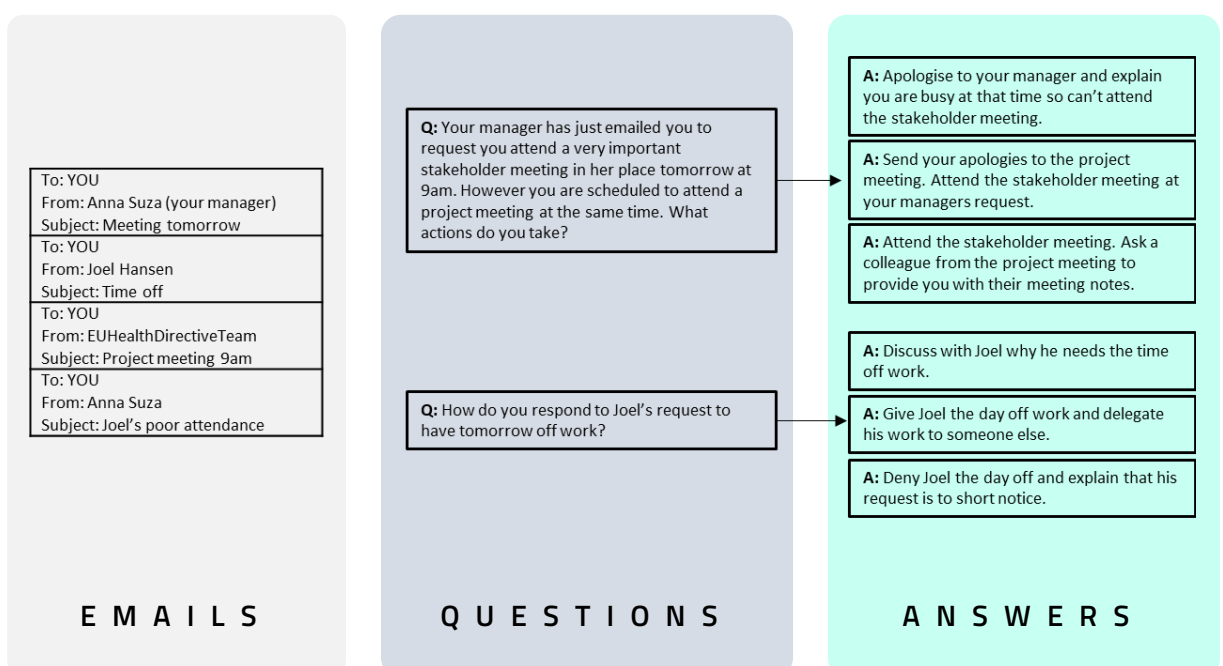 To: YOU
From: Anna Suza (your manager)
Subject: Meeting tomorrow
To: YOU
From: Joel Hansen
Subject: Time off
To: YOU
From: EUHealthDirectiveTeam
Subject: Project meeting 9am
To: YOU
From: Anna Suza
Subject: Joel's poor attendance
EMAILS
Q: Your manager has just emailed you to
request you attend a very important
stakeholder meeting in her place tomorrow at
9am. However you are scheduled to attend a
project meeting at the same time. What
actions do you take?
Q: How do you respond to Joel's request to
have tomorrow off work?
QUESTIONS
A: Apologise to your manager and explain
you are busy at that time so can't attend
the stakeholder meeting.
A: Send your apologies to the project
meeting. Attend the stakeholder meeting at
your managers request.
A: Attend the stakeholder meeting. Ask a
colleague from the project meeting to
provide you with their meeting notes.
A: Discuss with Joel why he needs the time
off work.
A: Give Joel the day off work and delegate
his work to someone else.
A: Deny Joel the day off and explain that his
request is to short notice.
ANSWERS